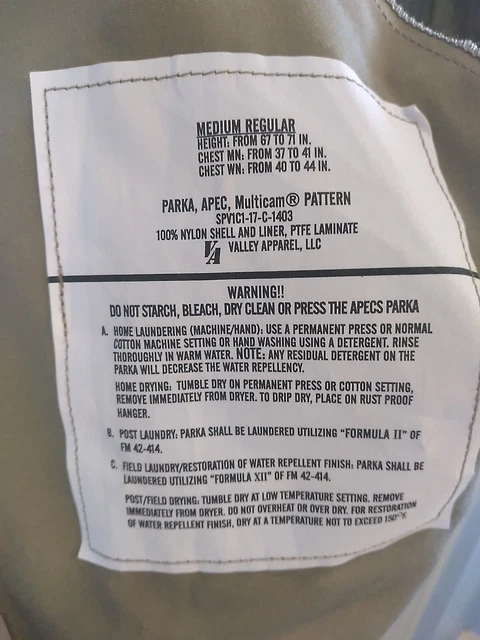 MEDIUM REGULAR
HEIGHT: FROM 67 TO 71 IN.
CHEST MN: FROM 37 TO 41 IN.
CHEST WN: FROM 40 TO 44 IN.
PARKA, APEC, Multicam® PATTERN
SPV1C1-17-C-1403
100% NYLON SHELL AND LINER, PTFE LAMINATE
VA VALLEY APPAREL, LLC
WARNING!!
DO NOT STARCH, BLEACH, DRY CLEAN OR PRESS THE APECS PARKA
A. HOME LAUNDERING (MACHINE/HAND): USE A PERMANENT PRESS OR NORMAL
COTTON MACHINE SETTING OR HAND WASHING USING A DETERGENT. RINSE
THOROUGHLY IN WARM WATER. NOTE: ANY RESIDUAL DETERGENT ON THE
PARKA WILL DECREASE THE WATER REPELLENCY.
HOME DRYING: TUMBLE DRY ON PERMANENT PRESS OR COTTON SETTING,
REMOVE IMMEDIATELY FROM DRYER. TO DRIP DRY, PLACE ON RUST PROOF
HANGER.
B. POST LAUNDRY: PARKA SHALL BE LAUNDERED UTILIZING "FORMULA II" OF
FM 42-414.
C. FIELD LAUNDRY/RESTORATION OF WATER REPELLENT FINISH: PARKA SHALL BE
LAUNDERED UTILIZING "FORMULA XII" OF FM 42-414.
POST/FIELD DRYING: TUMBLE DRY AT LOW TEMPERATURE SETTING. REMOVE
IMMEDIATELY FROM DRYER. DO NOT OVERHEAT OR OVER DRY. FOR RESTORATION
OF WATER REPELLENT FINISH, DRY AT A TEMPERATURE NOT TO EXCEED 150°F